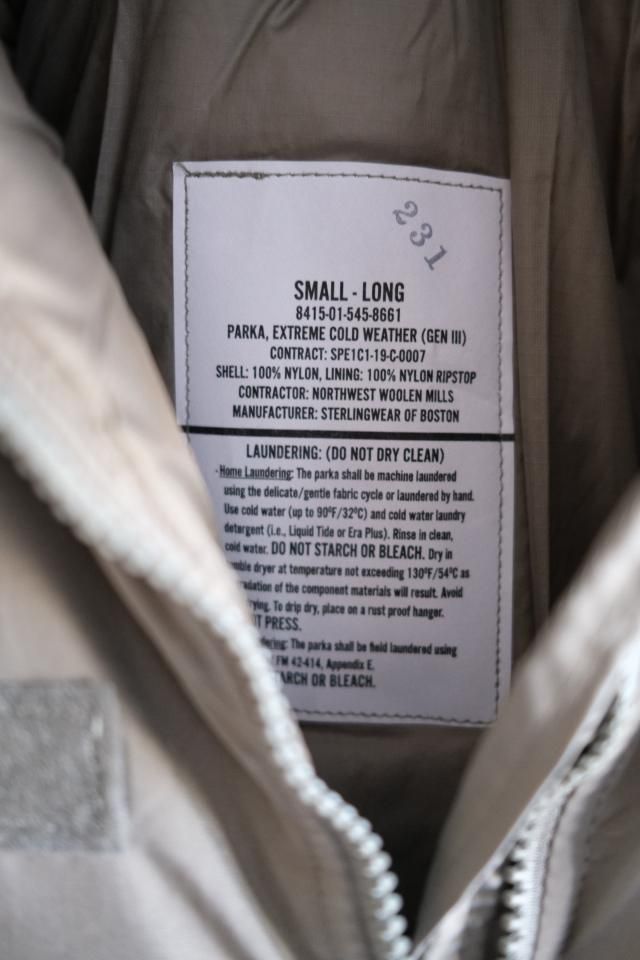 231
SMALL - LONG
8415-01-545-8661
PARKA, EXTREME COLD WEATHER (GEN III)
CONTRACT: SPE1C1-19-C-0007
SHELL: 100% NYLON, LINING: 100% NYLON RIPSTOP
CONTRACTOR: NORTHWEST WOOLEN MILLS
MANUFACTURER: STERLINGWEAR OF BOSTON
LAUNDERING: (DO NOT DRY CLEAN)
- Home Laundering: The parka shall be machine laundered
using the delicate/gentle fabric cycle or laundered by hand.
Use cold water (up to 90ºF/32ºC) and cold water laundry
detergent (i.e., Liquid Tide or Era Plus). Rinse in clean,
cold water. DO NOT STARCH OR BLEACH. Dry in
dryer at temperature not exceeding 130ºF/54ºC as
of the component materials will result. Avoid
To drip dry, place on a rust proof hanger.
PRESS.
The parka shall be field laundered using
FM 42-414, Appendix E.
OR BLEACH.